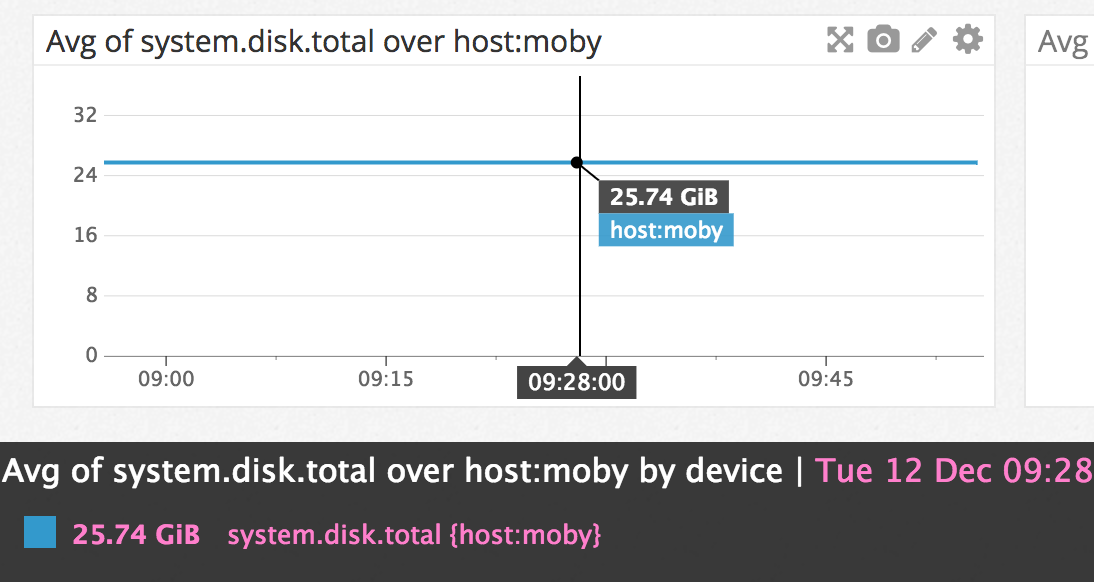 Avg of system.disk.total over host:moby
Avg
32
24
25.74 GiB
host:moby
16
8
0
09:00 09:15 09:28:00 09:45
Avg of system.disk.total over host:moby by device | Tue 12 Dec 09:28
25.74 GiB system.disk.total {host:moby}